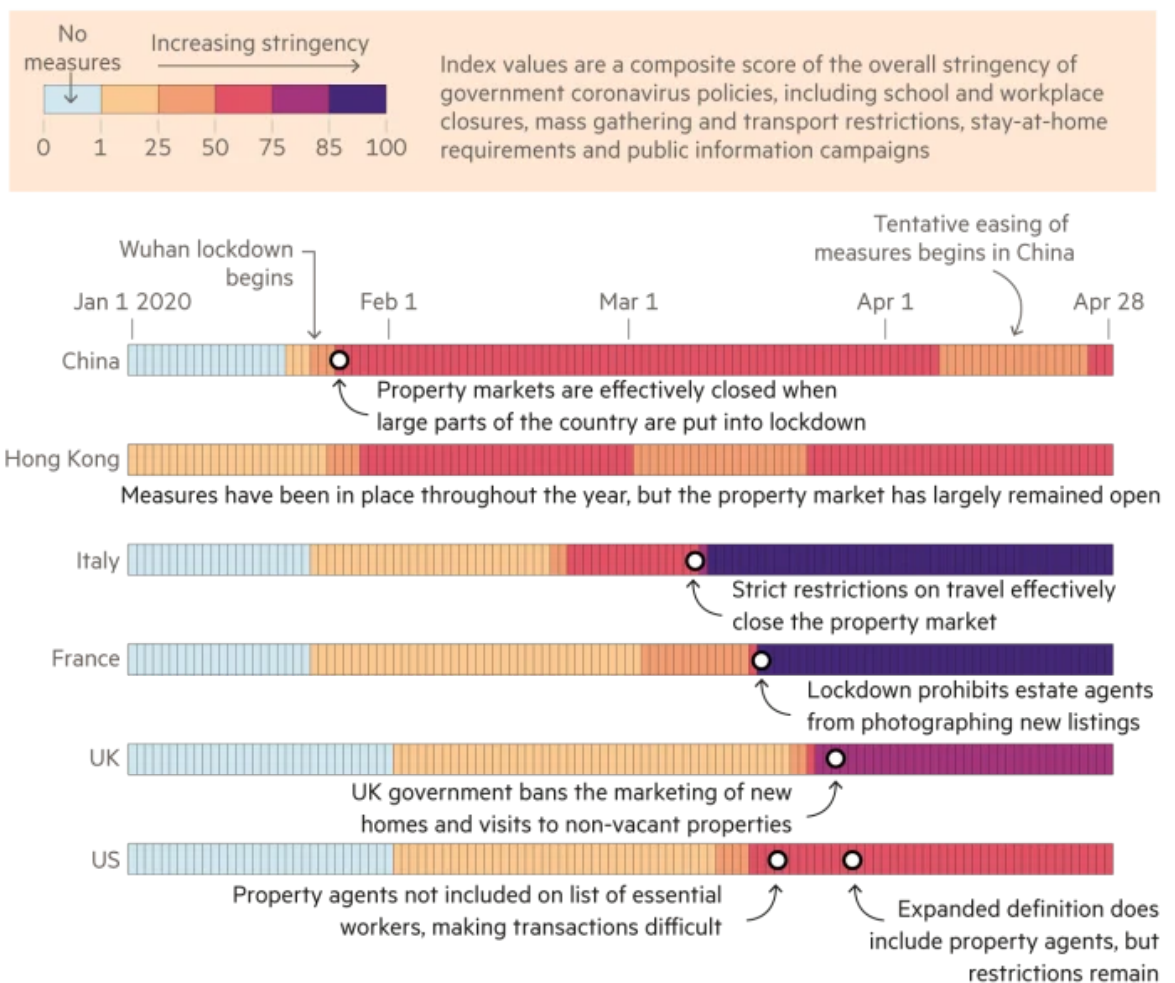 No
measures
Increasing stringency
0 1 25 50 75 85 100
Index values are a composite score of the overall stringency of
government coronavirus policies, including school and workplace
closures, mass gathering and transport restrictions, stay-at-home
requirements and public information campaigns
Wuhan lockdown
begins
Tentative easing of
measures begins in China
Jan 1 2020 Feb 1 Mar 1 Apr 1 Apr 28
China
Property markets are effectively closed when
large parts of the country are put into lockdown
Hong Kong
Measures have been in place throughout the year, but the property market has largely remained open
Italy
Strict restrictions on travel effectively
close the property market
France
Lockdown prohibits estate agents
from photographing new listings
UK
UK government bans the marketing of new
homes and visits to non-vacant properties
US
Property agents not included on list of essential
workers, making transactions difficult
Expanded definition does
include property agents, but
restrictions remain